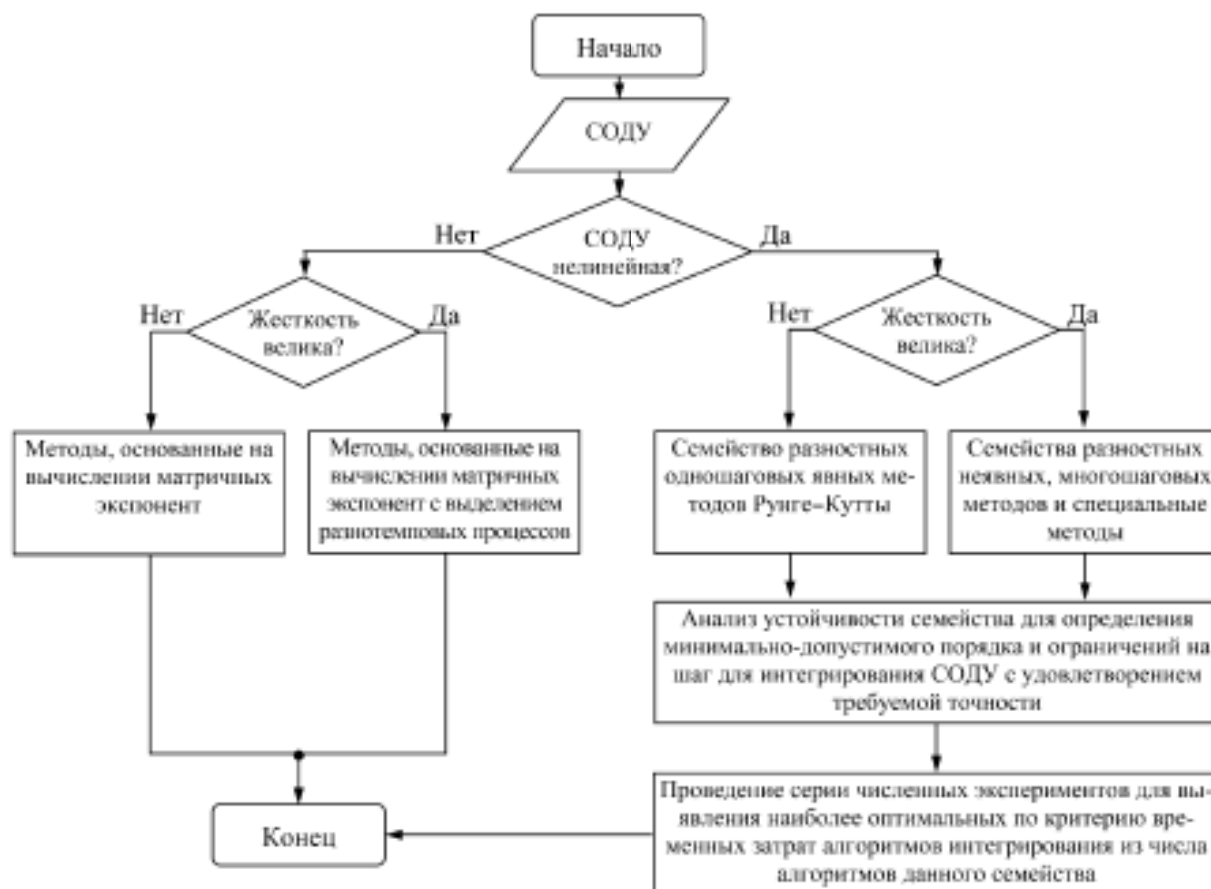 Начало
СОДУ
Нет
СОДУ
нелинейная?
Да
Нет
Жесткость
велика?
Да
Нет
Жесткость
велика?
Да
Методы, основанные на
вычислении матричных
экспонент
Методы, основанные на
вычислении матричных
экспонент с выделением
разнотемповых процессов
Семейство разностных
одношаговых явных ме-
тодов Рунге–Кутты
Семейства разностных
неявных, многошаговых
методов и специальные
методы
Анализ устойчивости семейства для определения
минимально-допустимого порядка и ограничений на
шаг для интегрирования СОДУ с удовлетворением
требуемой точности
Проведение серии численных экспериментов для вы-
явления наиболее оптимальных по критерию вре-
менных затрат алгоритмов интегрирования из числа
алгоритмов данного семейства
Конец